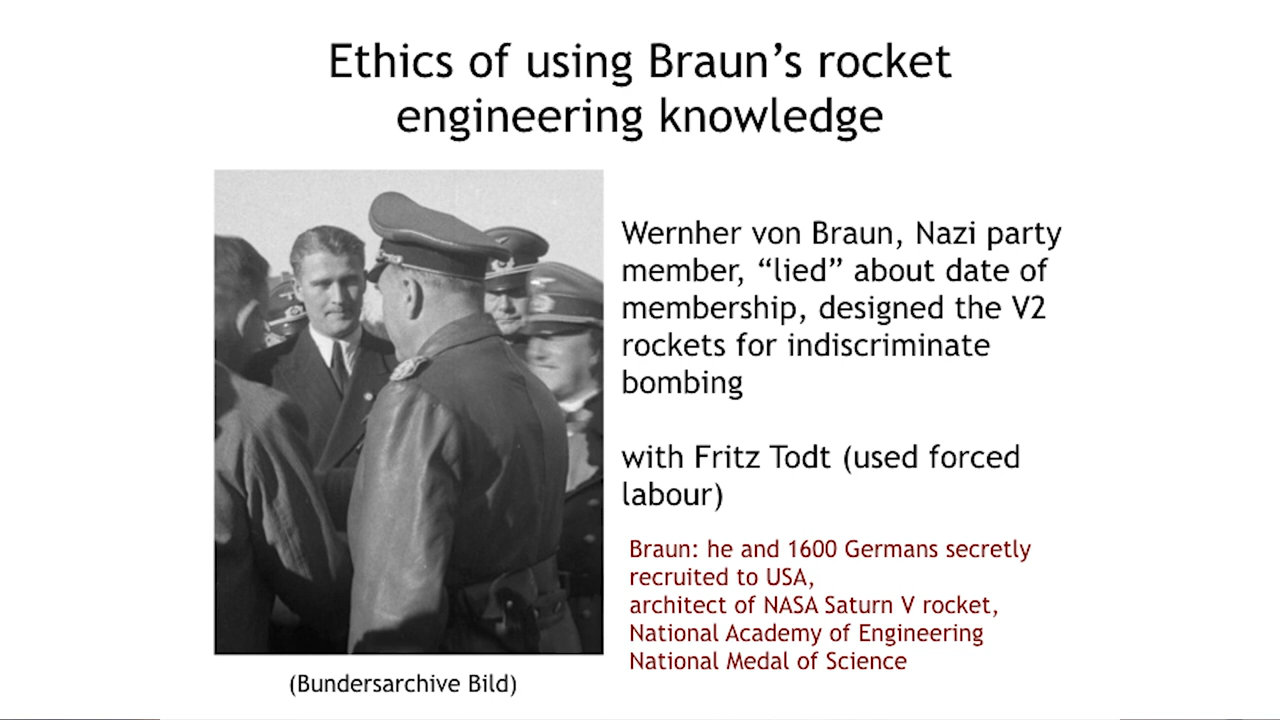 Ethics of using Braun’s rocket
engineering knowledge
Wernher von Braun, Nazi party
member, “lied” about date of
membership, designed the V2
rockets for indiscriminate
bombing
with Fritz Todt (used forced
labour)
Braun: he and 1600 Germans secretly
recruited to USA,
architect of NASA Saturn V rocket,
National Academy of Engineering
National Medal of Science
(Bundersarchive Bild)